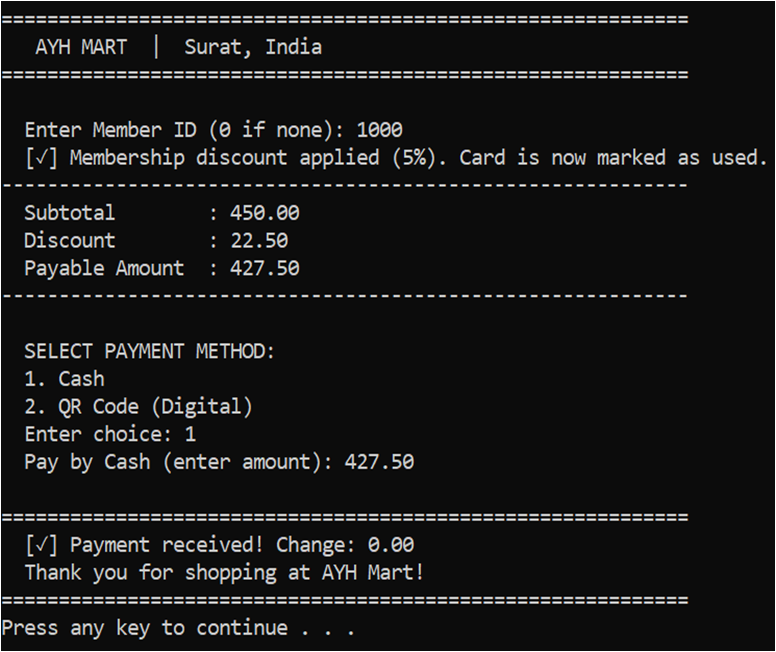 ============================================================
AYH MART | Surat, India
============================================================
Enter Member ID (0 if none): 1000
[✓] Membership discount applied (5%). Card is now marked as used.
------------------------------------------------------------
Subtotal : 450.00
Discount : 22.50
Payable Amount : 427.50
------------------------------------------------------------
SELECT PAYMENT METHOD:
1. Cash
2. QR Code (Digital)
Enter choice: 1
Pay by Cash (enter amount): 427.50
============================================================
[✓] Payment received! Change: 0.00
Thank you for shopping at AYH Mart!
============================================================
Press any key to continue . . .